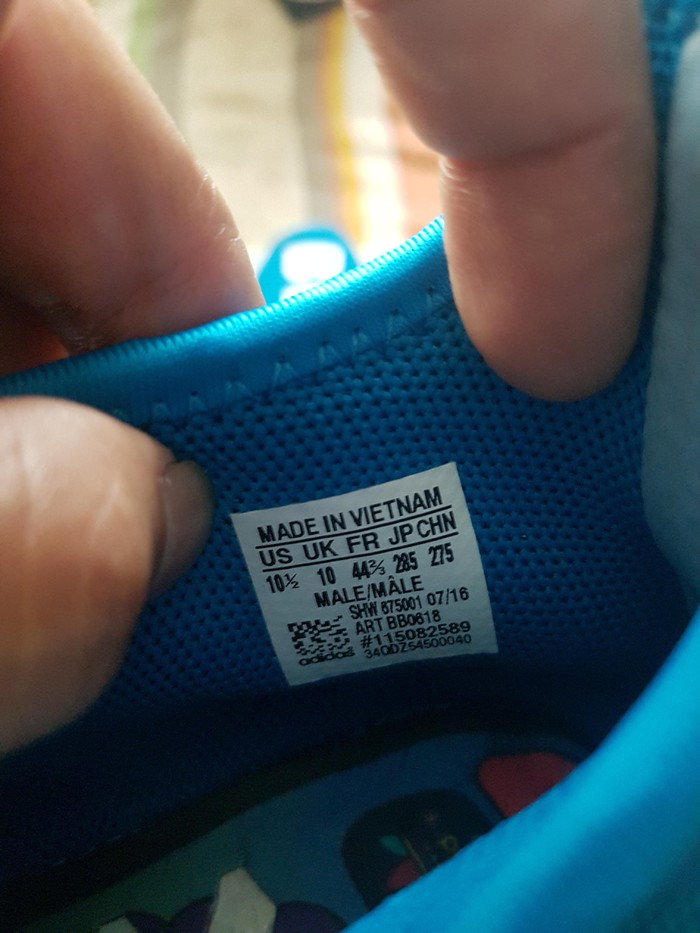 MADE IN VIETNAM
US UK FR JP CHN
10½ 10 44⅔ 285 275
MALE/MÂLE
SHW 675001 07/16
ART BB0618
#115082589
adidas 340DZ54500040